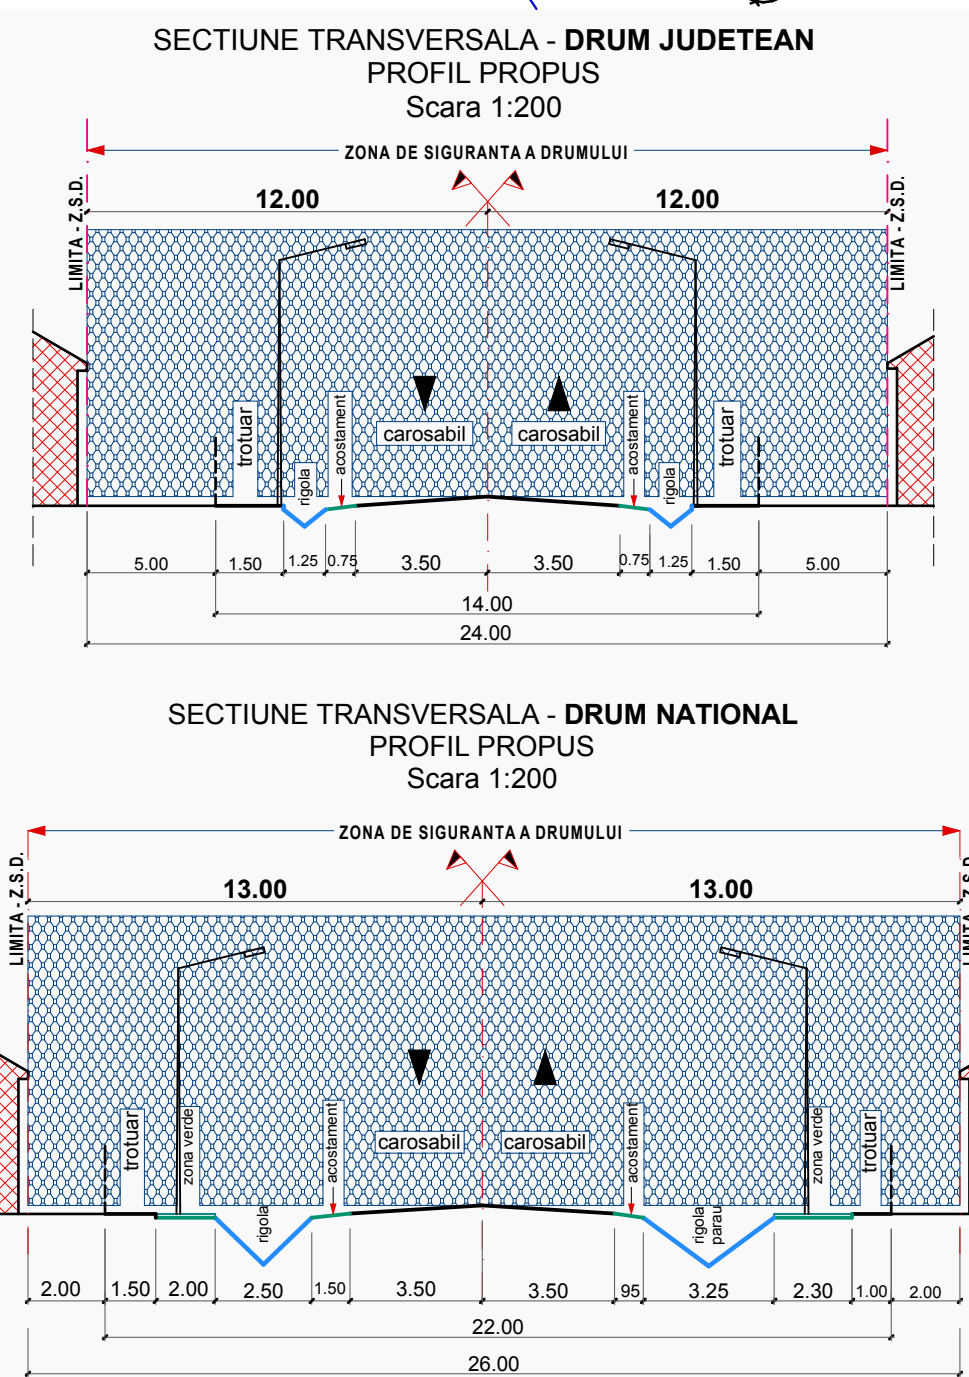 SECTIUNE TRANSVERSALA - DRUM JUDETEAN
PROFIL PROPUS
Scara 1:200
ZONA DE SIGURANTA A DRUMULUI
LIMITA - Z.S.D.
12.00
12.00
LIMITA - Z.S.D.
trotuar
rigola
acostament
carosabil
carosabil
acostament
rigola
trotuar
5.00 1.50 1.25 0.75 3.50 3.50 0.75 1.25 1.50 5.00
14.00
24.00
SECTIUNE TRANSVERSALA - DRUM NATIONAL
PROFIL PROPUS
Scara 1:200
ZONA DE SIGURANTA A DRUMULUI
LIMITA - Z.S.D.
13.00
13.00
LIMITA - Z.S.D.
trotuar
zona verde
rigola
acostament
carosabil
carosabil
acostament
rigola
parau
zona verde
trotuar
2.00 1.50 2.00 2.50 1.50 3.50 3.50 95 3.25 2.30 1.00 2.00
22.00
26.00